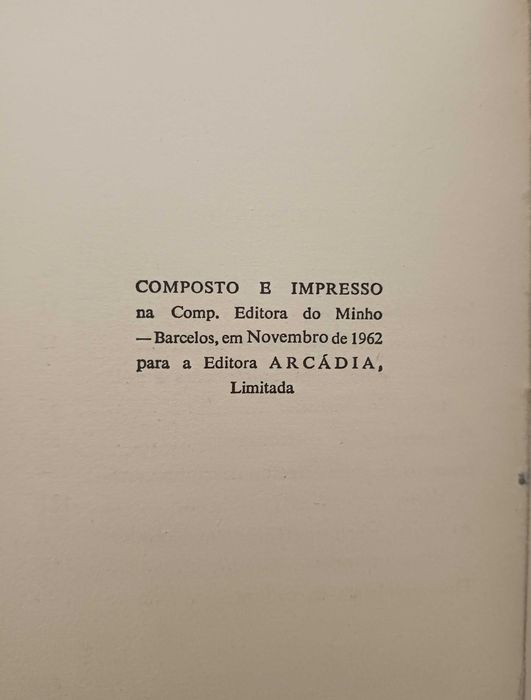 COMPOSTO E IMPRESSO
na Comp. Editora do Minho
— Barcelos, em Novembro de 1962
para a Editora ARCÁDIA,
Limitada